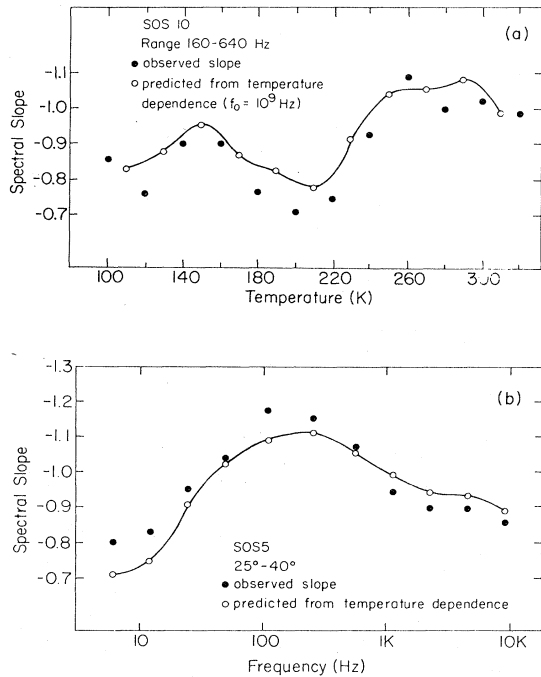 (a)
SOS 10
Range 160-640 Hz
● observed slope
○ predicted from temperature
dependence (f₀ = 10⁹ Hz)
-1.1
-1.0
-0.9
-0.8
-0.7
Spectral Slope
100 140 180 220 260 300 340
Temperature (K)
(b)
-1.3
-1.2
-1.1
-1.0
-0.9
-0.8
-0.7
Spectral Slope
SOS5
25°-40°
● observed slope
○ predicted from temperature dependence
10 100 1K 10K
Frequency (Hz)